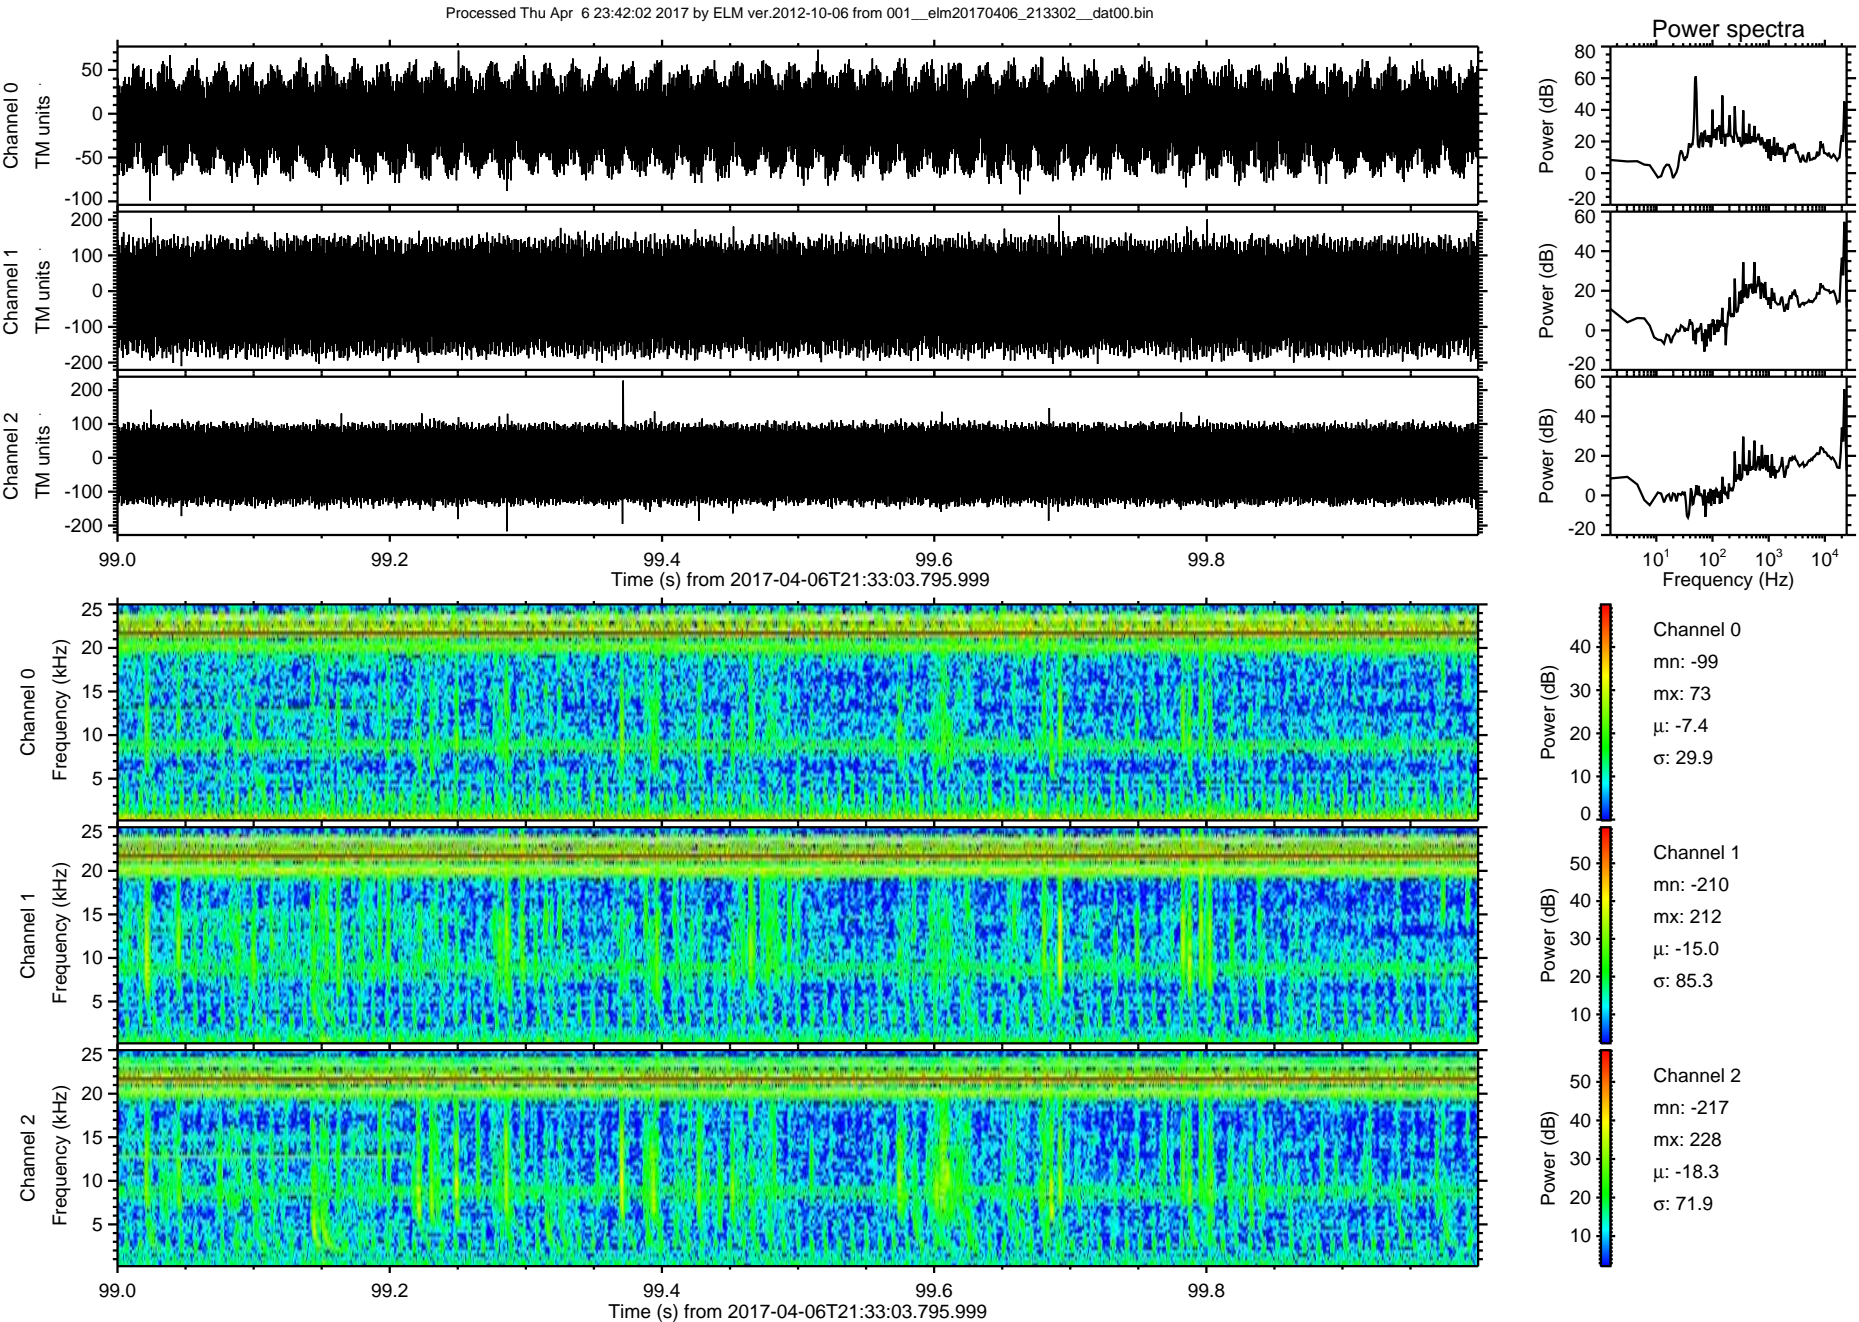 Processed Thu Apr  6 23:42:02 2017 by ELM ver.2012-10-06 from 001__elm20170406_213302__dat00.bin
Power spectra
Channel 0
TM units
50
0
-50
-100
Power (dB)
80
60
40
20
0
-20
Channel 1
TM units
200
100
0
-100
-200
Power (dB)
60
40
20
0
-20
Channel 2
TM units
200
100
0
-100
-200
Power (dB)
60
40
20
0
-20
99.0 99.2 99.4 99.6 99.8
Time (s) from 2017-04-06T21:33:03.795.999
10^1 10^2 10^3 10^4
Frequency (Hz)
Channel 0
Frequency (kHz)
25
20
15
10
5
Power (dB)
40
30
20
10
0
Channel 0
mn: -99
mx: 73
μ: -7.4
σ: 29.9
Channel 1
Frequency (kHz)
25
20
15
10
5
Power (dB)
50
40
30
20
10
Channel 1
mn: -210
mx: 212
μ: -15.0
σ: 85.3
Channel 2
Frequency (kHz)
25
20
15
10
5
Power (dB)
50
40
30
20
10
Channel 2
mn: -217
mx: 228
μ: -18.3
σ: 71.9
99.0 99.2 99.4 99.6 99.8
Time (s) from 2017-04-06T21:33:03.795.999